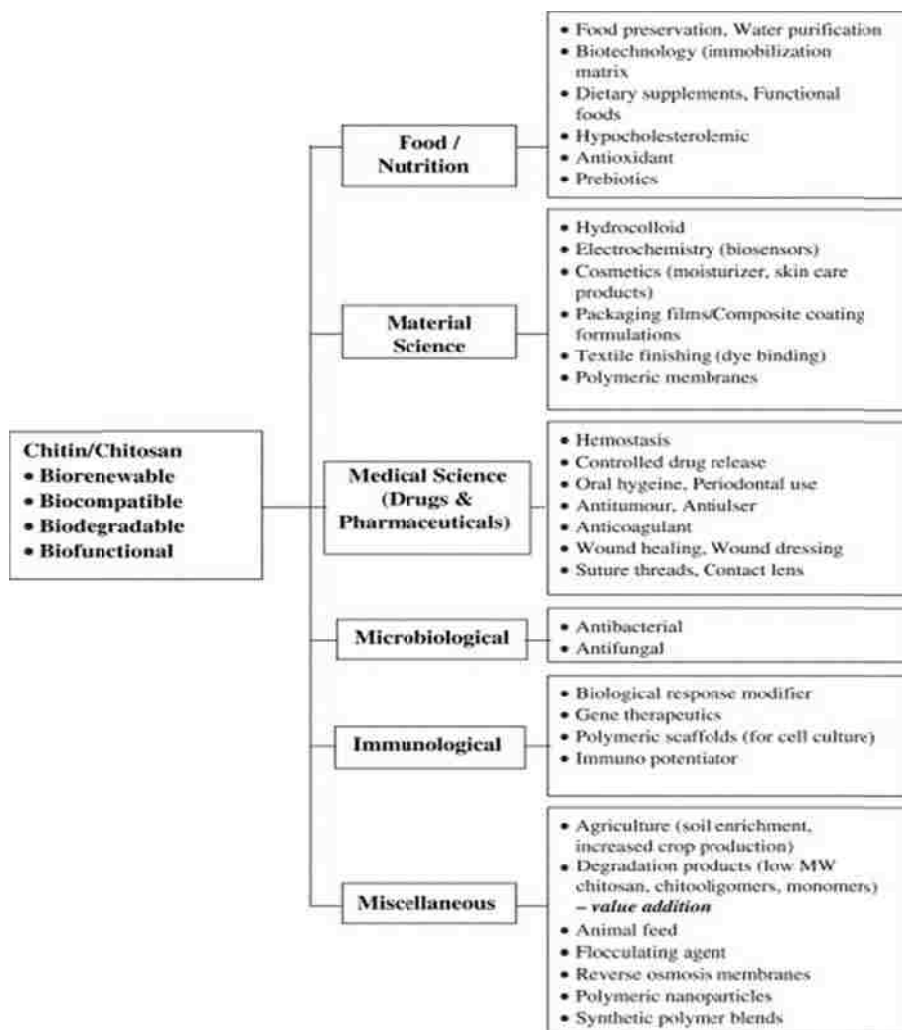 Chitin/Chitosan
• Biorenewable
• Biocompatible
• Biodegradable
• Biofunctional
Food /
Nutrition
• Food preservation, Water purification
• Biotechnology (immobilization
matrix
• Dietary supplements, Functional
foods
• Hypocholesterolemic
• Antioxidant
• Prebiotics
Material
Science
• Hydrocolloid
• Electrochemistry (biosensors)
• Cosmetics (moisturizer, skin care
products)
• Packaging films/Composite coating
formulations
• Textile finishing (dye binding)
• Polymeric membranes
Medical Science
(Drugs &
Pharmaceuticals)
• Hemostasis
• Controlled drug release
• Oral hygeine, Periodontal use
• Antitumour, Antiulser
• Anticoagulant
• Wound healing, Wound dressing
• Suture threads, Contact lens
Microbiological
• Antibacterial
• Antifungal
Immunological
• Biological response modifier
• Gene therapeutics
• Polymeric scaffolds (for cell culture)
• Immuno potentiator
Miscellaneous
• Agriculture (soil enrichment,
increased crop production)
• Degradation products (low MW
chitosan, chitooligomers, monomers)
– value addition
• Animal feed
• Flocculating agent
• Reverse osmosis membranes
• Polymeric nanoparticles
• Synthetic polymer blends